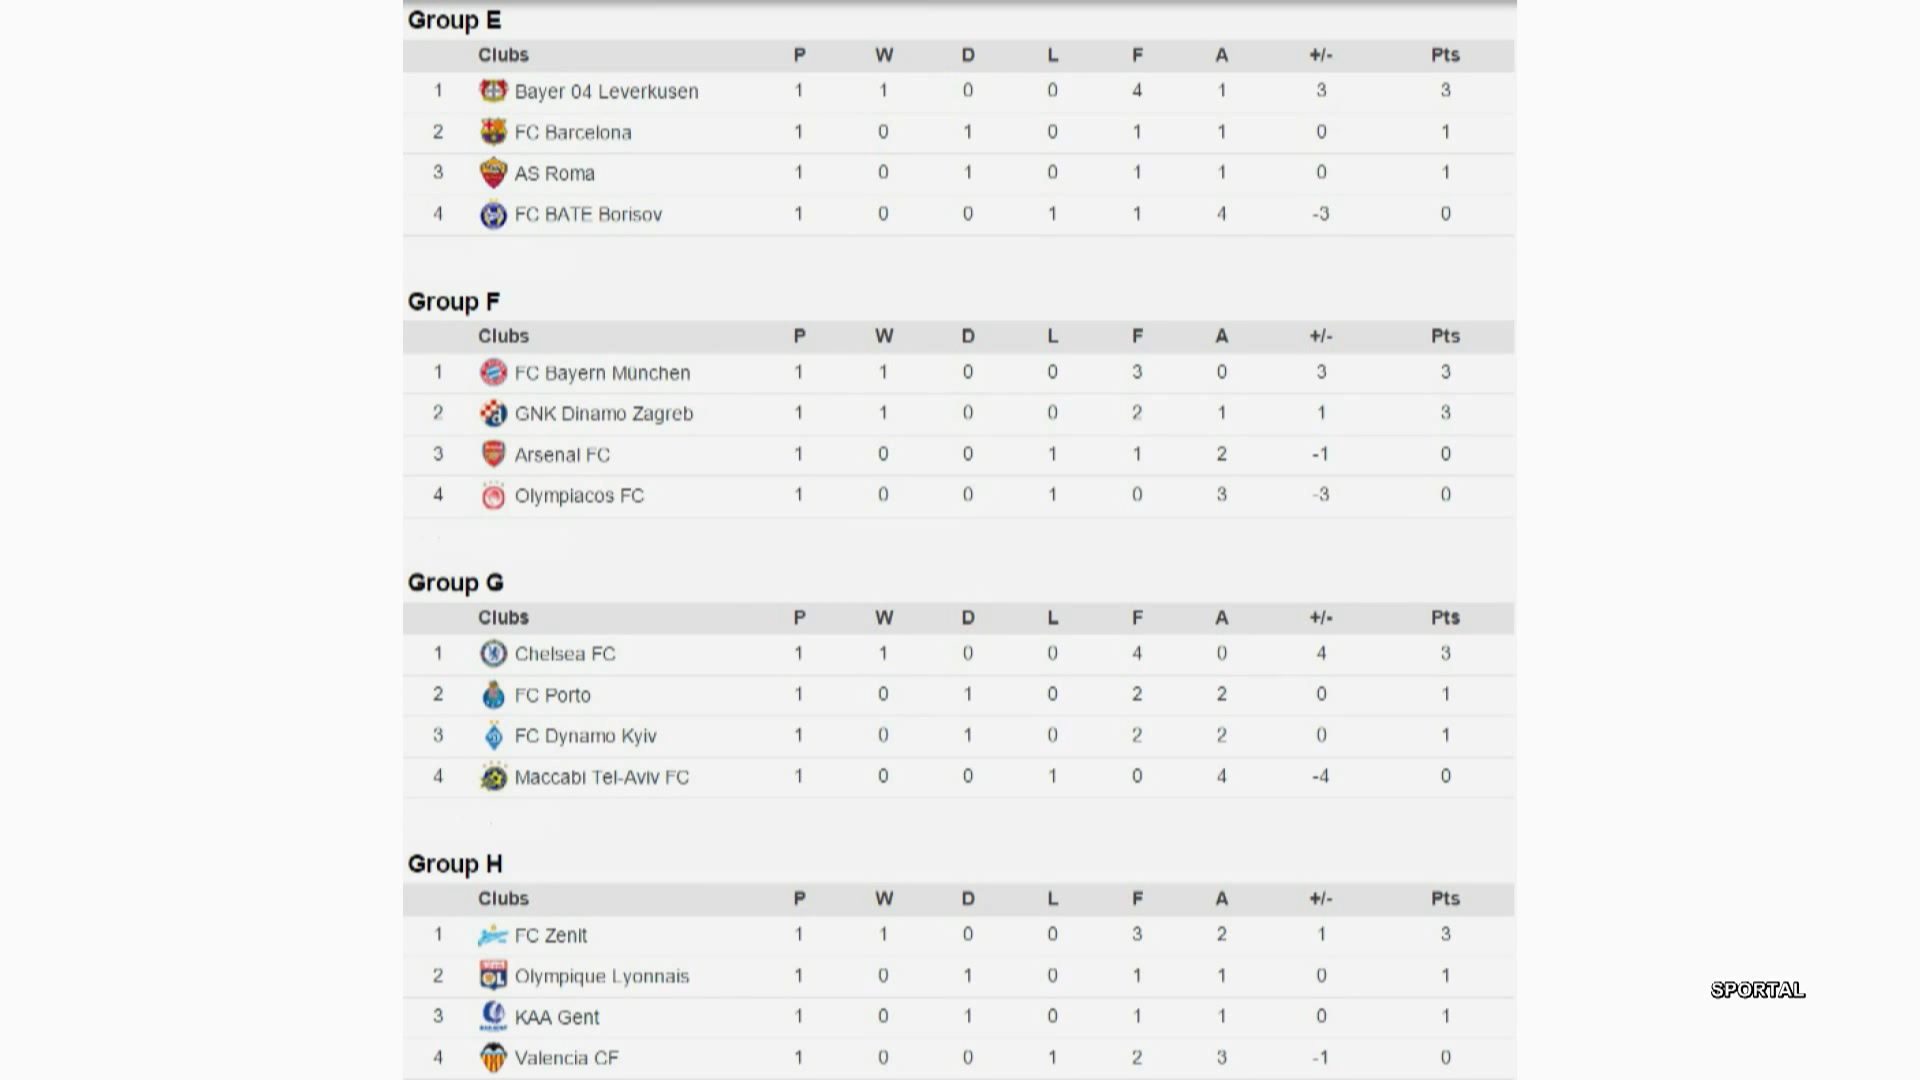 Group E
Clubs P W D L F A +/- Pts
1 Bayer 04 Leverkusen 1 1 0 0 4 1 3 3
2 FC Barcelona 1 0 1 0 1 1 0 1
3 AS Roma 1 0 1 0 1 1 0 1
4 FC BATE Borisov 1 0 0 1 1 4 -3 0
Group F
Clubs P W D L F A +/- Pts
1 FC Bayern München 1 1 0 0 3 0 3 3
2 GNK Dinamo Zagreb 1 1 0 0 2 1 1 3
3 Arsenal FC 1 0 0 1 1 2 -1 0
4 Olympiacos FC 1 0 0 1 0 3 -3 0
Group G
Clubs P W D L F A +/- Pts
1 Chelsea FC 1 1 0 0 4 0 4 3
2 FC Porto 1 0 1 0 2 2 0 1
3 FC Dynamo Kyiv 1 0 1 0 2 2 0 1
4 Maccabi Tel-Aviv FC 1 0 0 1 0 4 -4 0
Group H
Clubs P W D L F A +/- Pts
1 FC Zenit 1 1 0 0 3 2 1 3
2 Olympique Lyonnais 1 0 1 0 1 1 0 1
3 KAA Gent 1 0 1 0 1 1 0 1
4 Valencia CF 1 0 0 1 2 3 -1 0
SPORTAL